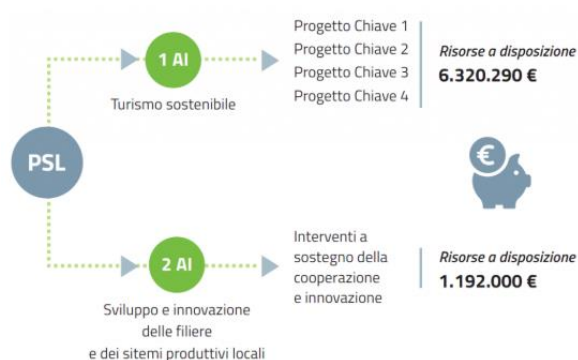 PSL
1 AI
Turismo sostenibile
Progetto Chiave 1
Progetto Chiave 2
Progetto Chiave 3
Progetto Chiave 4
Risorse a disposizione
6.320.290 €
€
2 AI
Sviluppo e innovazione
delle filiere
e dei sitemi produttivi locali
Interventi a
sostegno della
cooperazione
e innovazione
Risorse a disposizione
1.192.000 €